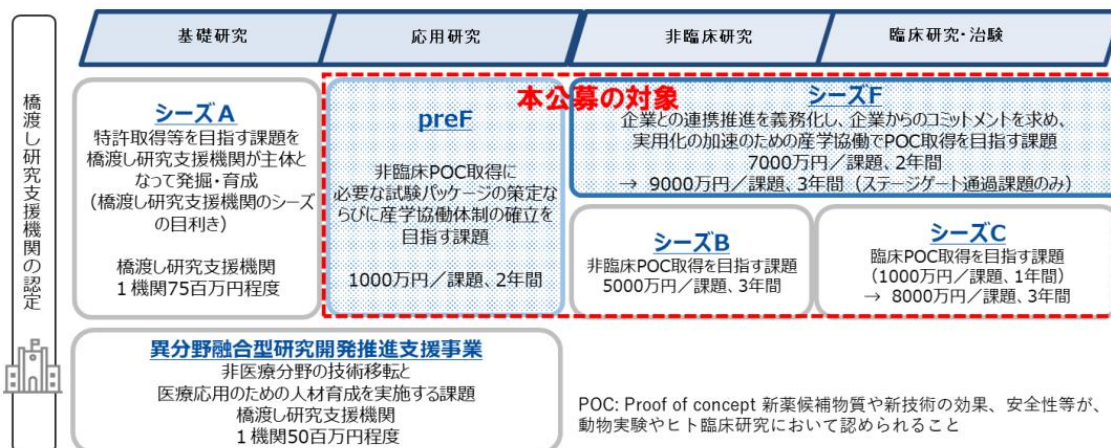 橋渡し研究支援機関の認定
基礎研究
応用研究
非臨床研究
臨床研究・治験
本公募の対象
シーズA
特許取得等を目指す課題を
橋渡し研究支援機関が主体と
なって発掘・育成
(橋渡し研究支援機関のシーズ
の目利き)
橋渡し研究支援機関
1機関75百万円程度
preF
非臨床POC取得に
必要な試験パッケージの策定な
らびに産学協働体制の確立を
目指す課題
1000万円/課題、2年間
シーズF
企業との連携推進を義務化し、企業からのコミットメントを求め、
実用化の加速のための産学協働でPOC取得を目指す課題
7000万円/課題、2年間
→ 9000万円/課題、3年間(ステージゲート通過課題のみ)
シーズB
非臨床POC取得を目指す課題
5000万円/課題、3年間
シーズC
臨床POC取得を目指す課題
(1000万円/課題、1年間)
→ 8000万円/課題、3年間
異分野融合型研究開発推進支援事業
非医療分野の技術移転と
医療応用のための人材育成を実施する課題
橋渡し研究支援機関
1機関50百万円程度
POC: Proof of concept 新薬候補物質や新技術の効果、安全性等が、
動物実験やヒト臨床研究において認められること